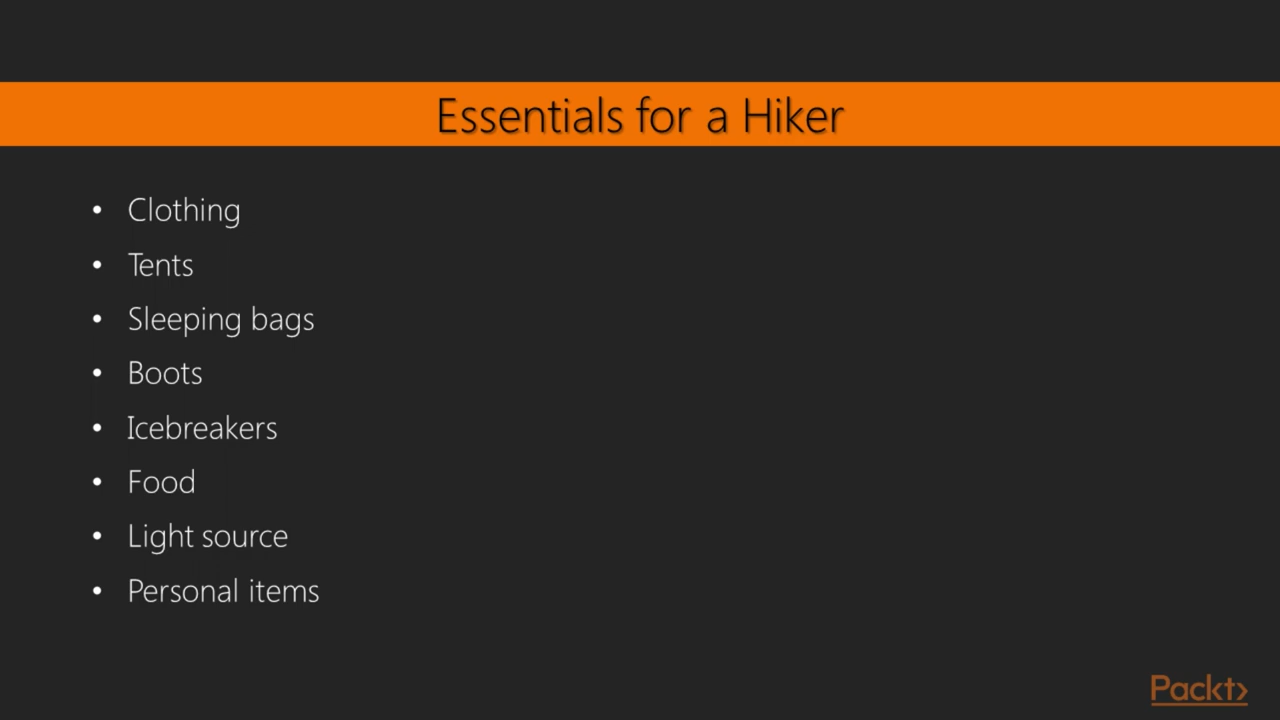 Essentials for a Hiker
• Clothing
• Tents
• Sleeping bags
• Boots
• Icebreakers
• Food
• Light source
• Personal items
Packt>